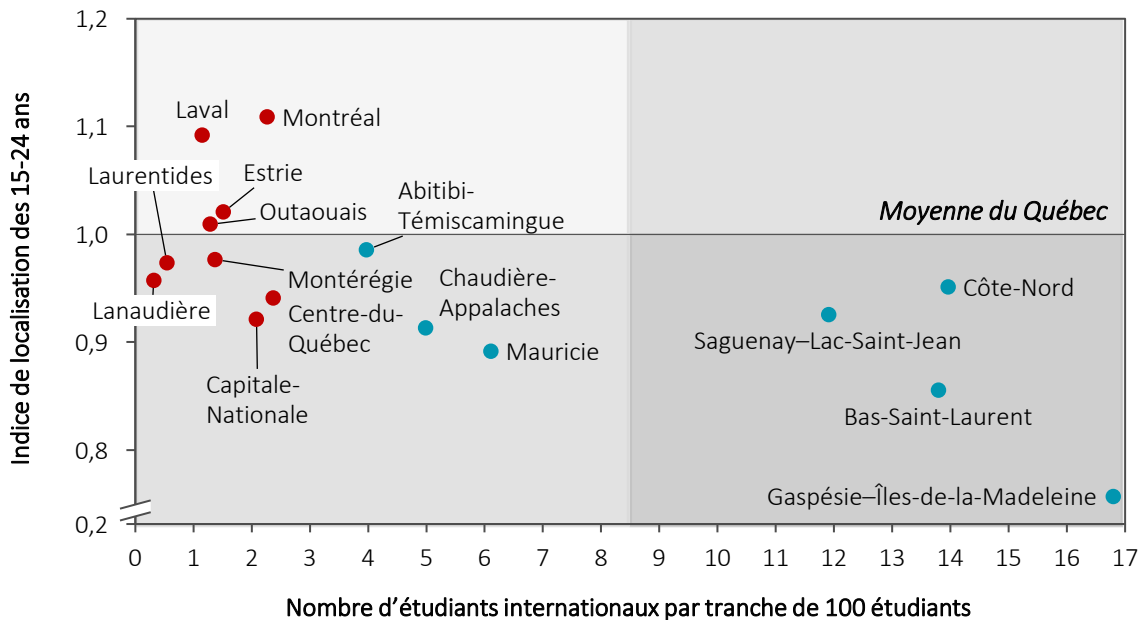 1,2
1,1
1,0
0,9
0,8
0,2
Indice de localisation des 15-24 ans
Laval
Montréal
Laurentides
Estrie
Outaouais
Abitibi-
Témiscamingue
Moyenne du Québec
Lanaudière
Montérégie
Centre-du-
Québec
Chaudière-
Appalaches
Mauricie
Capitale-
Nationale
Côte-Nord
Saguenay–Lac-Saint-Jean
Bas-Saint-Laurent
Gaspésie–Îles-de-la-Madeleine
0 1 2 3 4 5 6 7 8 9 10 11 12 13 14 15 16 17
Nombre d’étudiants internationaux par tranche de 100 étudiants